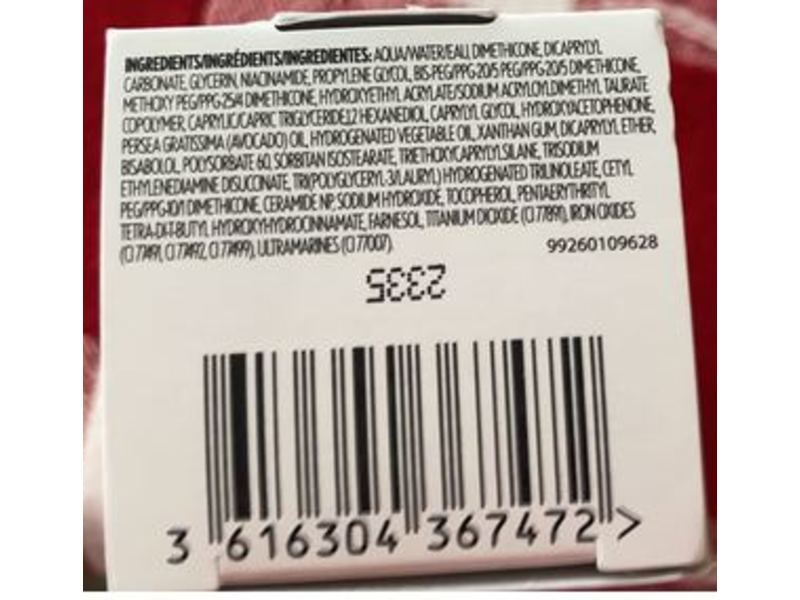 INGREDIENTS/INGRÉDIENTS/INGREDIENTES: AQUA/WATER/EAU, DIMETHICONE, DICAPRYLYL
CARBONATE, GLYCERIN, NIACINAMIDE, PROPYLENE GLYCOL, BIS-PEG/PPG-20/5 PEG/PPG-20/5 DIMETHICONE,
METHOXY PEG/PPG-25/4 DIMETHICONE, HYDROXYETHYL ACRYLATE/SODIUM ACRYLOYLDIMETHYL TAURATE
COPOLYMER, CAPRYLIC/CAPRIC TRIGLYCERIDE,1,2 HEXANEDIOL, CAPRYLYL GLYCOL, HYDROXYACETOPHENONE,
PERSEA GRATISSIMA (AVOCADO) OIL, HYDROGENATED VEGETABLE OIL, XANTHAN GUM, DICAPRYLYL ETHER,
BISABOLOL, POLYSORBATE 60, SORBITAN ISOSTEARATE, TRIETHOXYCAPRYLYLSILANE, TRISODIUM
ETHYLENEDIAMINE DISUCCINATE, TRI(POLYGLYCERYL-3/LAURYL) HYDROGENATED TRILINOLEATE, CETYL
PEG/PPG-10/1 DIMETHICONE, CERAMIDE NP, SODIUM HYDROXIDE, TOCOPHEROL, PENTAERYTHRITYL
TETRA-DI-T-BUTYL HYDROXYHYDROCINNAMATE, FARNESOL, TITANIUM DIOXIDE (CI 77891), IRON OXIDES
(CI 77491, CI 77492, CI 77499), ULTRAMARINES (CI 77007).
99260109628
2335
3 616304 367472 >